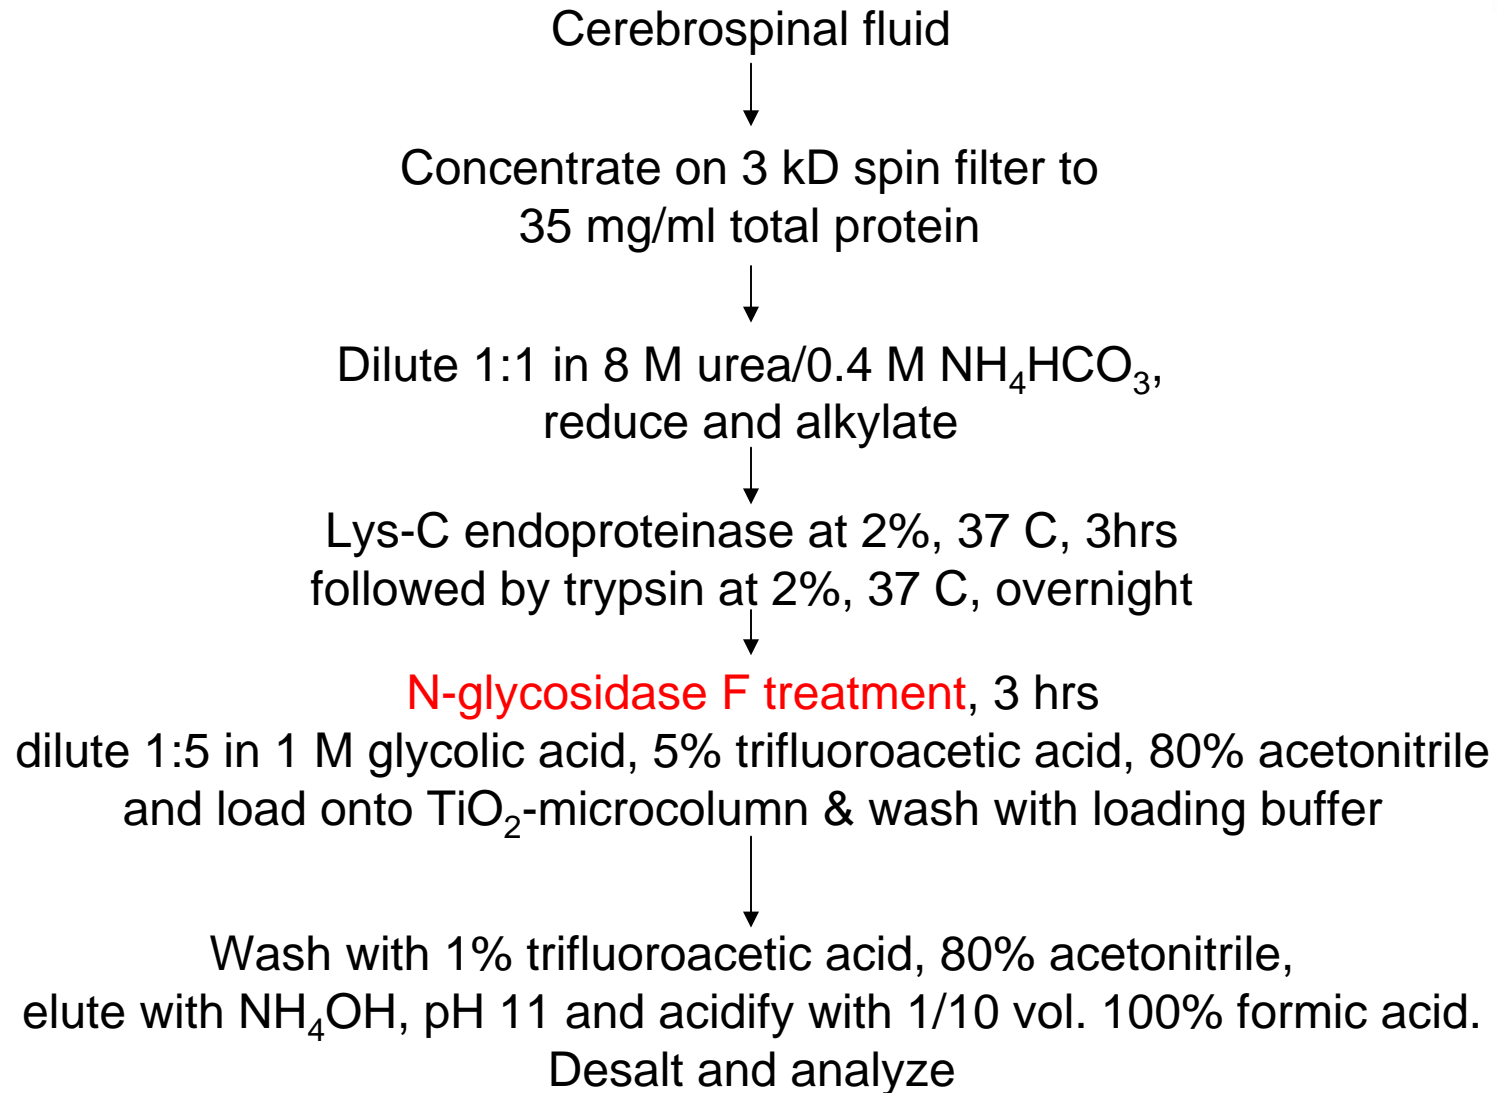 Cerebrospinal fluid
Concentrate on 3 kD spin filter to
35 mg/ml total protein
Dilute 1:1 in 8 M urea/0.4 M NH₄HCO₃,
reduce and alkylate
Lys-C endoproteinase at 2%, 37 C, 3hrs
followed by trypsin at 2%, 37 C, overnight
N-glycosidase F treatment, 3 hrs
dilute 1:5 in 1 M glycolic acid, 5% trifluoroacetic acid, 80% acetonitrile
and load onto TiO₂-microcolumn & wash with loading buffer
Wash with 1% trifluoroacetic acid, 80% acetonitrile,
elute with NH₄OH, pH 11 and acidify with 1/10 vol. 100% formic acid.
Desalt and analyze